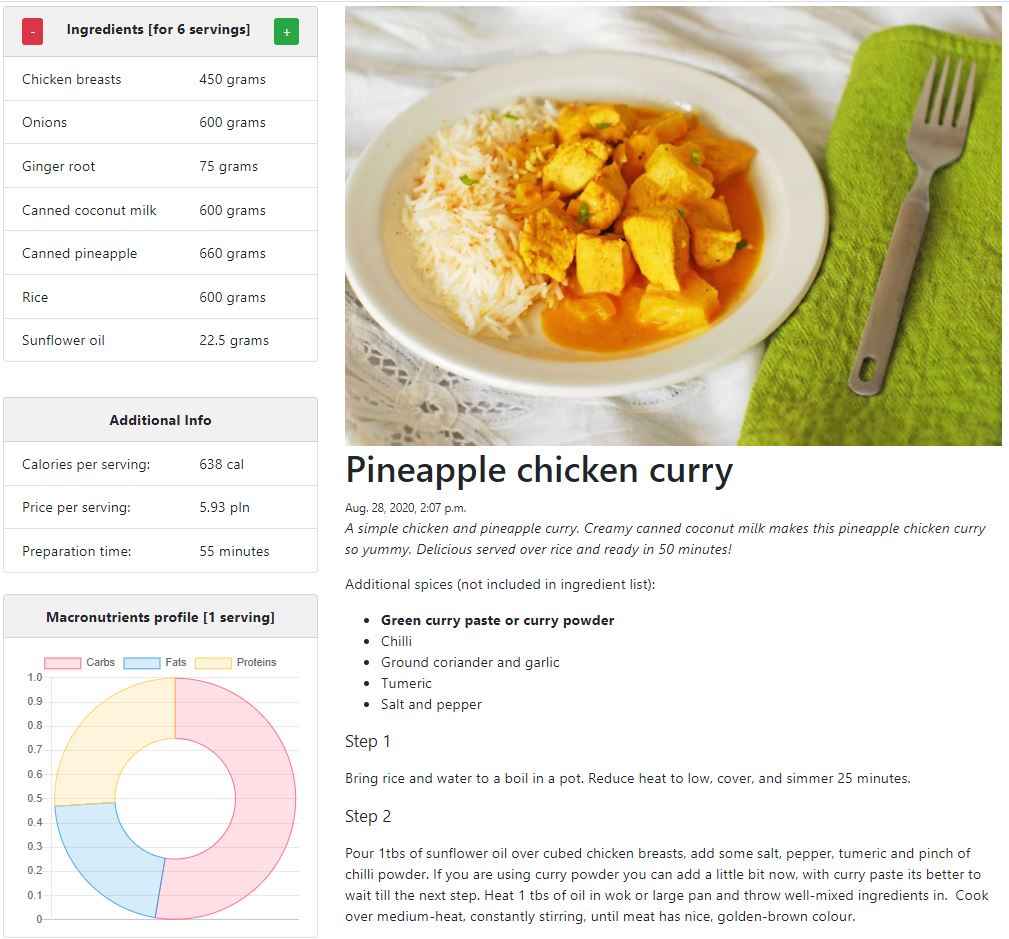 - Ingredients [for 6 servings] +
Chicken breasts 450 grams
Onions 600 grams
Ginger root 75 grams
Canned coconut milk 600 grams
Canned pineapple 660 grams
Rice 600 grams
Sunflower oil 22.5 grams
Additional Info
Calories per serving: 638 cal
Price per serving: 5.93 pln
Preparation time: 55 minutes
Macronutrients profile [1 serving]
Carbs Fats Proteins
1.0
0.9
0.8
0.7
0.6
0.5
0.4
0.3
0.2
0.1
0
Pineapple chicken curry
Aug. 28, 2020, 2:07 p.m.
A simple chicken and pineapple curry. Creamy canned coconut milk makes this pineapple chicken curry
so yummy. Delicious served over rice and ready in 50 minutes!
Additional spices (not included in ingredient list):
• Green curry paste or curry powder
• Chilli
• Ground coriander and garlic
• Tumeric
• Salt and pepper
Step 1
Bring rice and water to a boil in a pot. Reduce heat to low, cover, and simmer 25 minutes.
Step 2
Pour 1tbs of sunflower oil over cubed chicken breasts, add some salt, pepper, tumeric and pinch of
chilli powder. If you are using curry powder you can add a little bit now, with curry paste its better to
wait till the next step. Heat 1 tbs of oil in wok or large pan and throw well-mixed ingredients in.  Cook
over medium-heat, constantly stirring, until meat has nice, golden-brown colour.